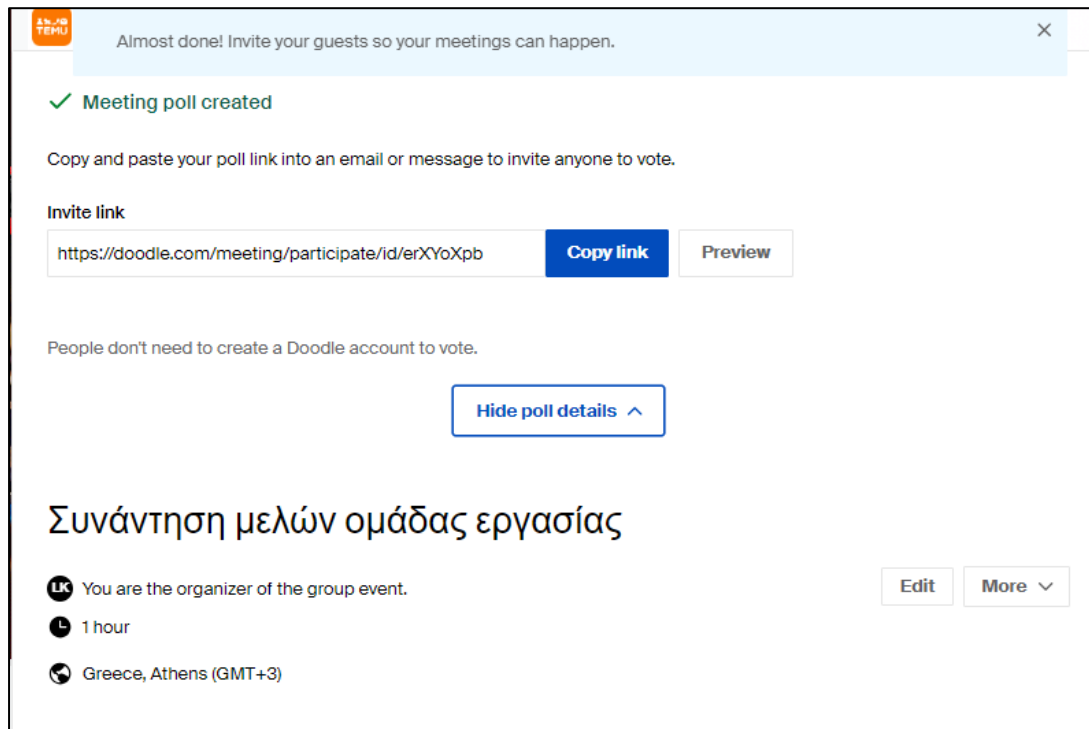 TEMU
Almost done! Invite your guests so your meetings can happen.
Meeting poll created
Copy and paste your poll link into an email or message to invite anyone to vote.
Invite link
https://doodle.com/meeting/participate/id/erXYoXpb
Copy link
Preview
People don't need to create a Doodle account to vote.
Hide poll details
Συνάντηση μελών ομάδας εργασίας
LK You are the organizer of the group event.
Edit
More
1 hour
Greece, Athens (GMT+3)